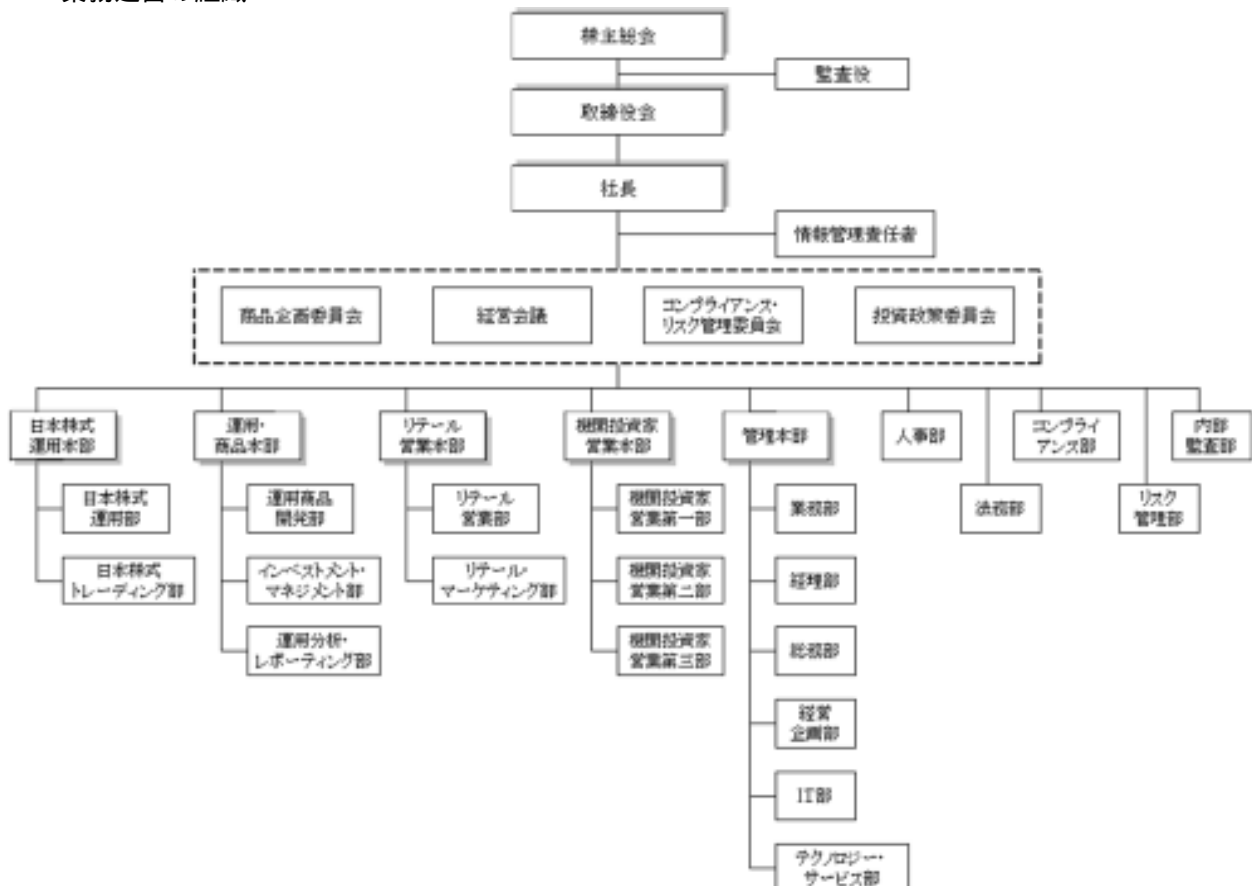 株主総会
監査役
取締役会
社長
情報管理責任者
商品企画委員会
経営会議
コンプライアンス・
リスク管理委員会
投資政策委員会
日本株式
運用本部
運用・
商品本部
リテール
営業本部
機関投資家
営業本部
管理本部
人事部
コンプライ
アンス部
内部
監査部
日本株式
運用部
運用商品
開発部
リテール
営業部
機関投資家
営業第一部
業務部
法務部
リスク
管理部
日本株式
トレーディング部
インベストメント・
マネジメント部
リテール・
マーケティング部
機関投資家
営業第二部
経理部
運用分析・
レポーティング部
機関投資家
営業第三部
総務部
経営
企画部
IT部
テクノロジー・
サービス部